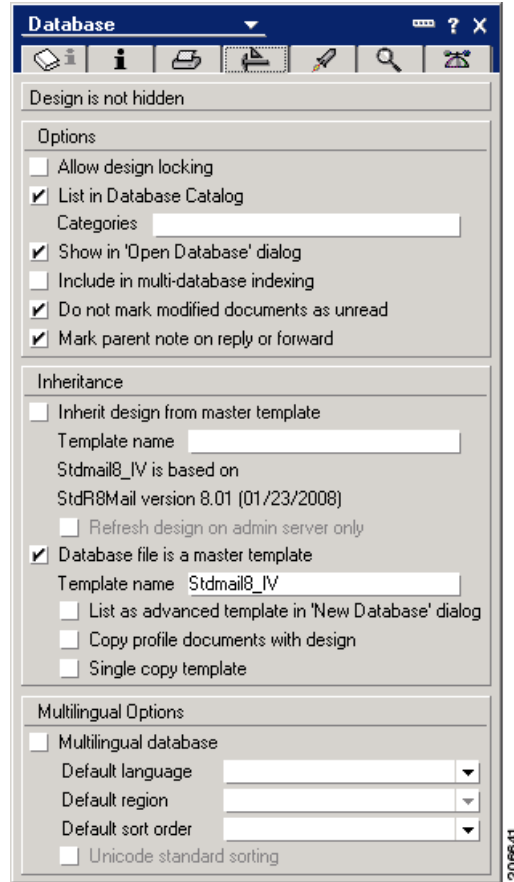 Database
? X
i i
Design is not hidden
Options
Allow design locking
List in Database Catalog
Categories
Show in 'Open Database' dialog
Include in multi-database indexing
Do not mark modified documents as unread
Mark parent note on reply or forward
Inheritance
Inherit design from master template
Template name
Stdmail8_IV is based on
StdR8Mail version 8.01 (01/23/2008)
Refresh design on admin server only
Database file is a master template
Template name Stdmail8_IV
List as advanced template in 'New Database' dialog
Copy profile documents with design
Single copy template
Multilingual Options
Multilingual database
Default language
Default region
Default sort order
Unicode standard sorting
206641